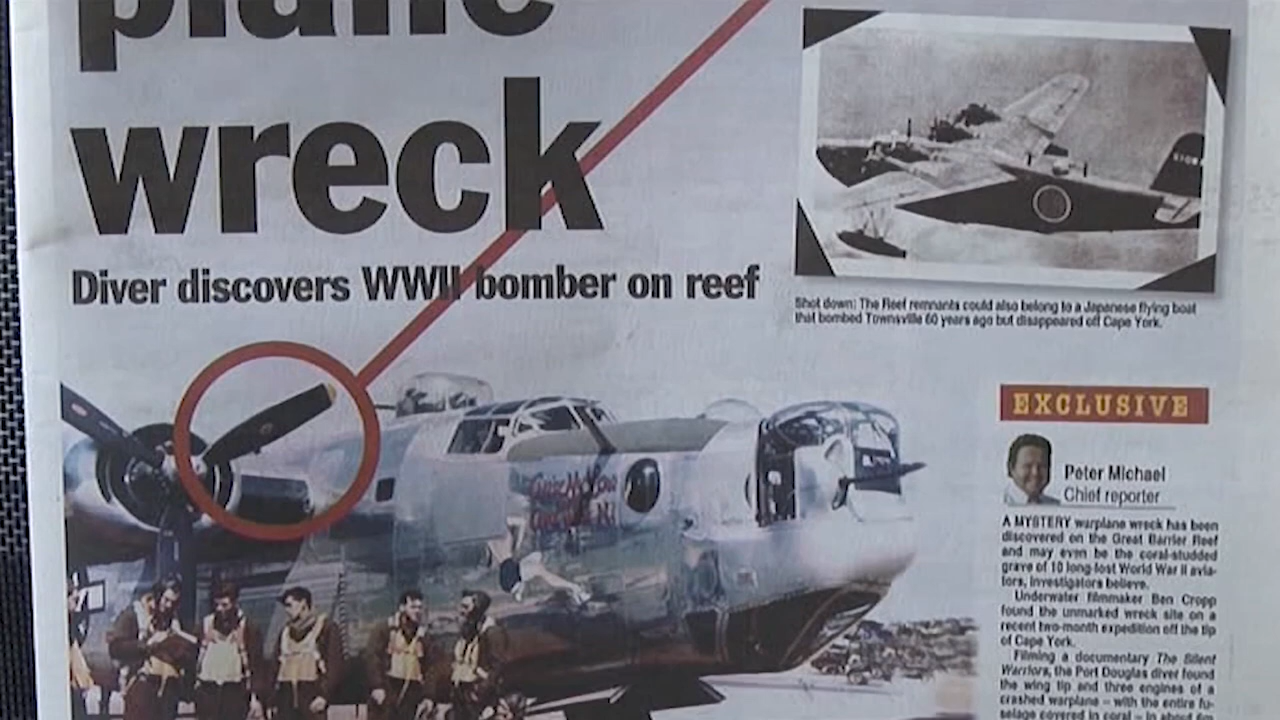 plane
wreck
Diver discovers WWII bomber on reef
Shot down: The Reef remnants could also belong to a Japanese flying boat
that bombed Townsville 60 years ago but disappeared off Cape York.
EXCLUSIVE
Peter Michael
Chief reporter
A MYSTERY warplane wreck has been
discovered on the Great Barrier Reef
and may even be the coral-studded
grave of 10 long-lost World War II avia-
tors, investigators believe.
Underwater filmmaker Ben Cropp
found the unmarked wreck site on a
recent two-month expedition off the tip
of Cape York.
Filming a documentary The Silent
Warriors, the Port Douglas diver found
the wing tip and three engines of a
crashed warplane – with the entire fu-
selage covered in coral – in